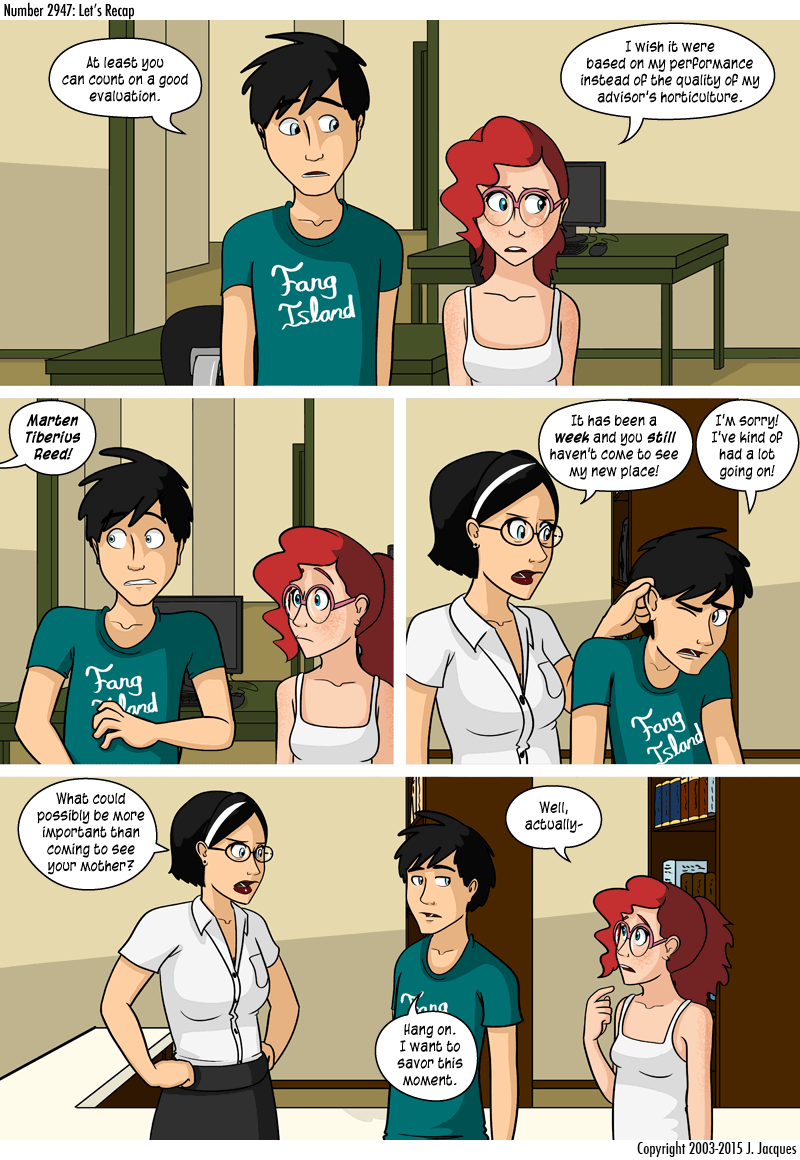 Number 2947: Let's Recap
At least you
can count on a good
evaluation.
I wish it were
based on my performance
instead of the quality of my
advisor's horticulture.
Fang
Island
Marten
Tiberius
Reed!
Fang
Island
It has been a
week and you still
haven't come to see
my new place!
I'm sorry!
I've kind of
had a lot
going on!
Fang
Island
What could
possibly be more
important than
coming to see
your mother?
Well,
actually-
Fang
Hang on.
I want to
savor this
moment.
Copyright 2003-2015 J. Jacques